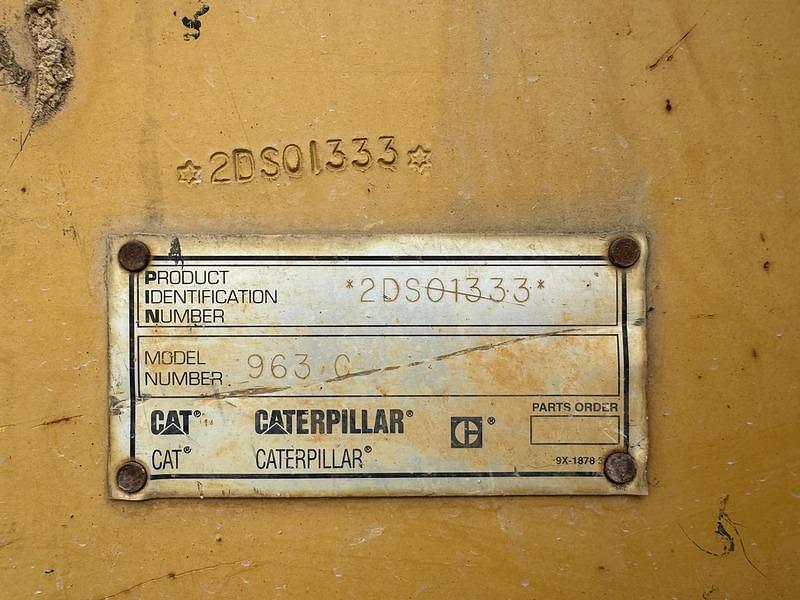 *2DS01333*
PRODUCT
IDENTIFICATION
NUMBER
*2DS01333*
MODEL
NUMBER
963 C
CAT® CATERPILLAR® ®
CAT® CATERPILLAR®
PARTS ORDER
9X-1878